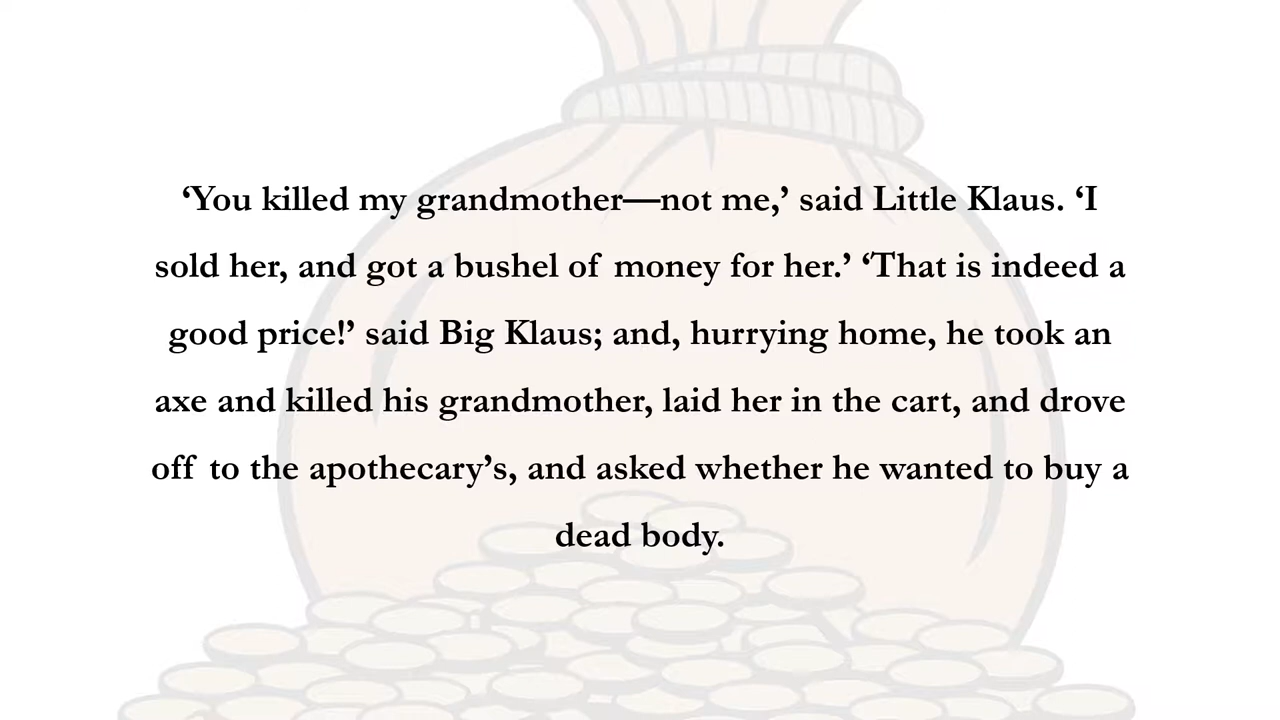 ‘You killed my grandmother—not me,’ said Little Klaus. ‘I
sold her, and got a bushel of money for her.’ ‘That is indeed a
good price!’ said Big Klaus; and, hurrying home, he took an
axe and killed his grandmother, laid her in the cart, and drove
off to the apothecary’s, and asked whether he wanted to buy a
dead body.